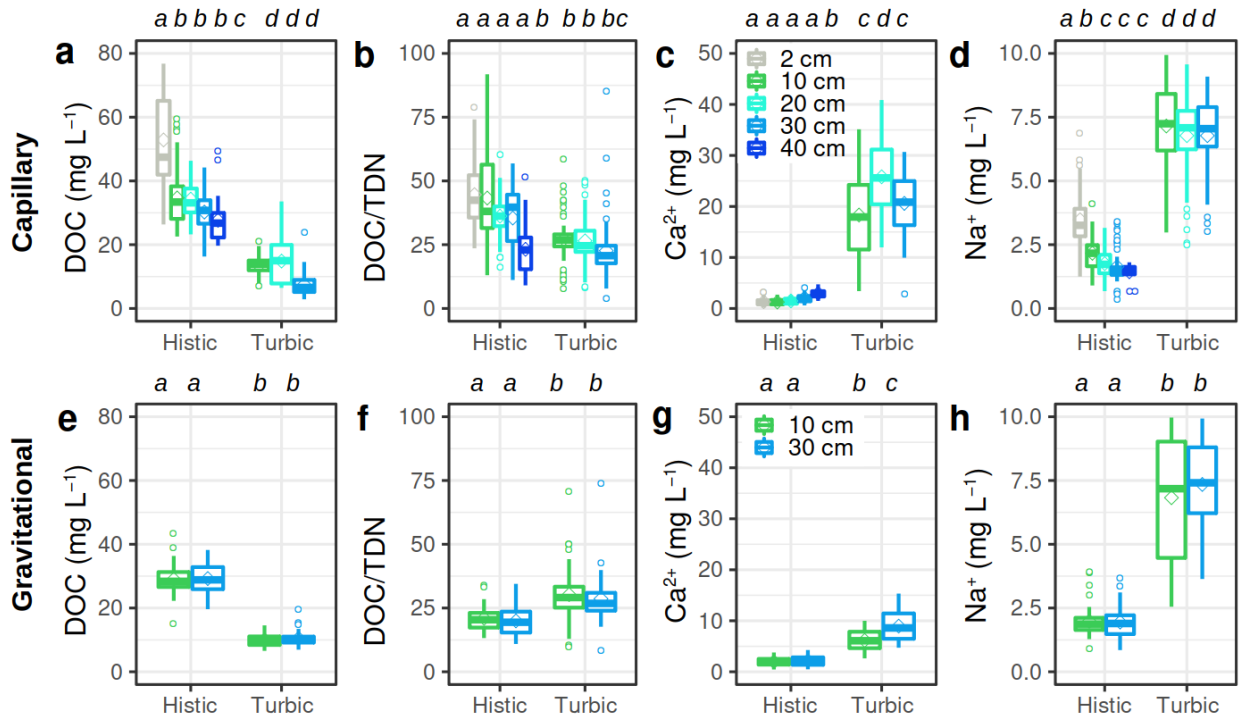 a b b b c d d d
a a a a b b b bc
a a a a b c d c
a b c c c d d d
a
b
c
d
Capillary
DOC (mg L⁻¹)
80
60
40
20
0
Histic Turbic
DOC/TDN
100
75
50
25
0
Histic Turbic
Ca²⁺ (mg L⁻¹)
50
40
30
20
10
0
2 cm
10 cm
20 cm
30 cm
40 cm
Histic Turbic
Na⁺ (mg L⁻¹)
10.0
7.5
5.0
2.5
0.0
Histic Turbic
a a b b
a a b b
a a b c
a a b b
e
f
g
h
Gravitational
DOC (mg L⁻¹)
80
60
40
20
0
Histic Turbic
DOC/TDN
100
75
50
25
0
Histic Turbic
Ca²⁺ (mg L⁻¹)
50
40
30
20
10
0
10 cm
30 cm
Histic Turbic
Na⁺ (mg L⁻¹)
10.0
7.5
5.0
2.5
0.0
Histic Turbic